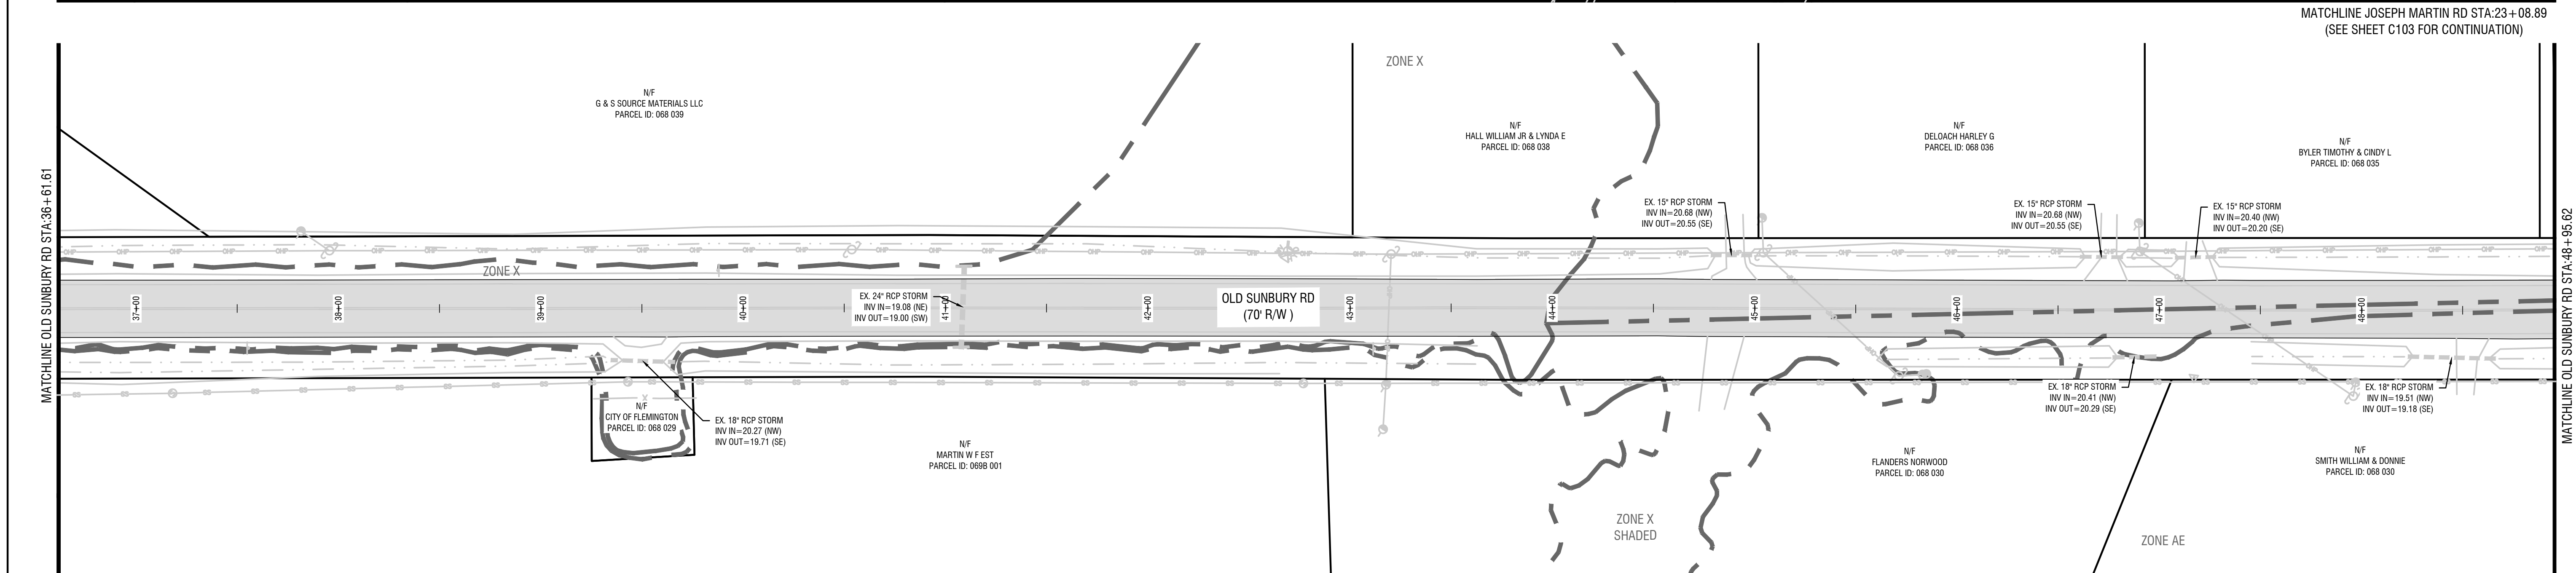 MATCHLINE JOSEPH MARTIN RD STA:23+08.89
(SEE SHEET C103 FOR CONTINUATION)
MATCHLINE OLD SUNBURY RD STA:36+61.61
N/F
G & S SOURCE MATERIALS LLC
PARCEL ID: 068 039
ZONE X
N/F
HALL WILLIAM JR & LYNDA E
PARCEL ID: 068 038
N/F
DELOACH HARLEY G
PARCEL ID: 068 036
N/F
BYLER TIMOTHY & CINDY L
PARCEL ID: 068 035
EX. 15" RCP STORM
INV IN=20.68 (NW)
INV OUT=20.55 (SE)
EX. 15" RCP STORM
INV IN=20.68 (NW)
INV OUT=20.55 (SE)
EX. 15" RCP STORM
INV IN=20.40 (NW)
INV OUT=20.20 (SE)
ZONE X
EX. 24" RCP STORM
INV IN=19.08 (NE)
INV OUT=19.00 (SW)
OLD SUNBURY RD
(70' R/W )
37+00
38+00
39+00
40+00
41+00
42+00
43+00
44+00
45+00
46+00
47+00
48+00
N/F
CITY OF FLEMINGTON
PARCEL ID: 068 029
EX. 18" RCP STORM
INV IN=20.27 (NW)
INV OUT=19.71 (SE)
N/F
MARTIN W F EST
PARCEL ID: 069B 001
EX. 18" RCP STORM
INV IN=20.41 (NW)
INV OUT=20.29 (SE)
EX. 18" RCP STORM
INV IN=19.51 (NW)
INV OUT=19.18 (SE)
N/F
FLANDERS NORWOOD
PARCEL ID: 068 030
N/F
SMITH WILLIAM & DONNIE
PARCEL ID: 068 030
ZONE X
SHADED
ZONE AE
MATCHLINE OLD SUNBURY RD STA:48+95.62